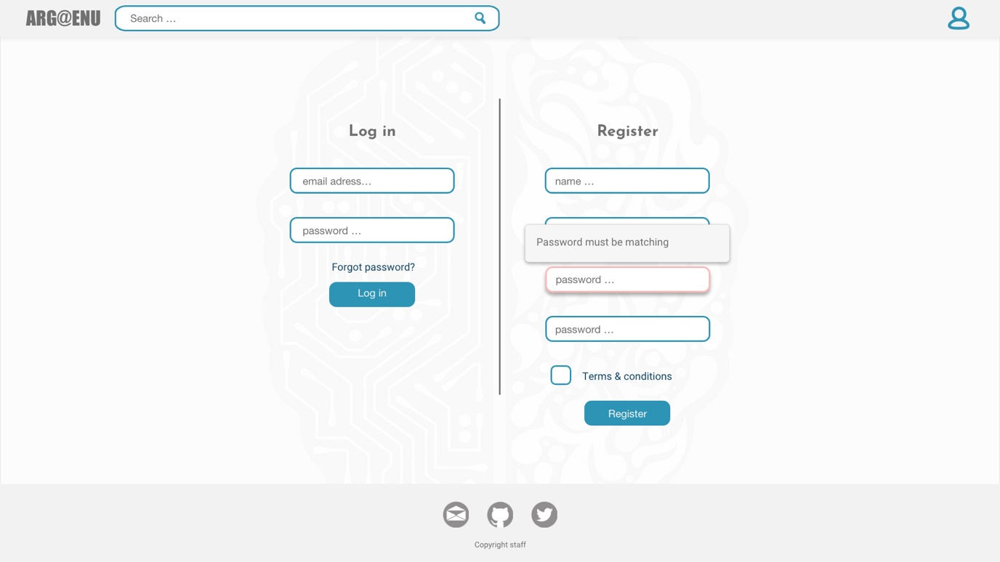 ARG@ENU
Search ...
Log in
email adress...
password ...
Forgot password?
Log in
Register
name ...
Password must be matching
password ...
password ...
Terms & conditions
Register
Copyright staff